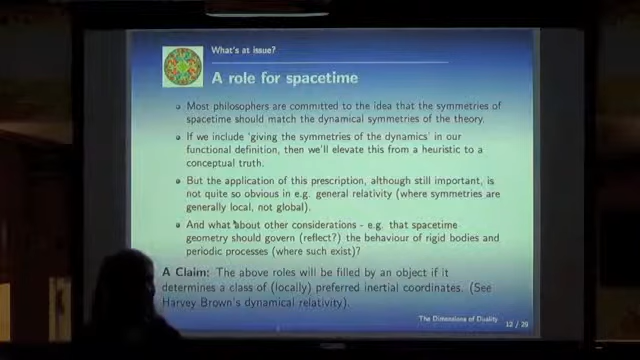 What's at issue?
A role for spacetime
Most philosophers are committed to the idea that the symmetries of
spacetime should match the dynamical symmetries of the theory.
If we include 'giving the symmetries of the dynamics' in our
functional definition, then we'll elevate this from a heuristic to a
conceptual truth.
But the application of this prescription, although still important, is
not quite so obvious in e.g. general relativity (where symmetries are
generally local, not global).
And what about other considerations - e.g. that spacetime
geometry should govern (reflect?) the behaviour of rigid bodies and
periodic processes (where such exist)?
A Claim: The above roles will be filled by an object if it
determines a class of (locally) preferred inertial coordinates. (See
Harvey Brown's dynamical relativity).
The Dimensions of Duality 12 / 29